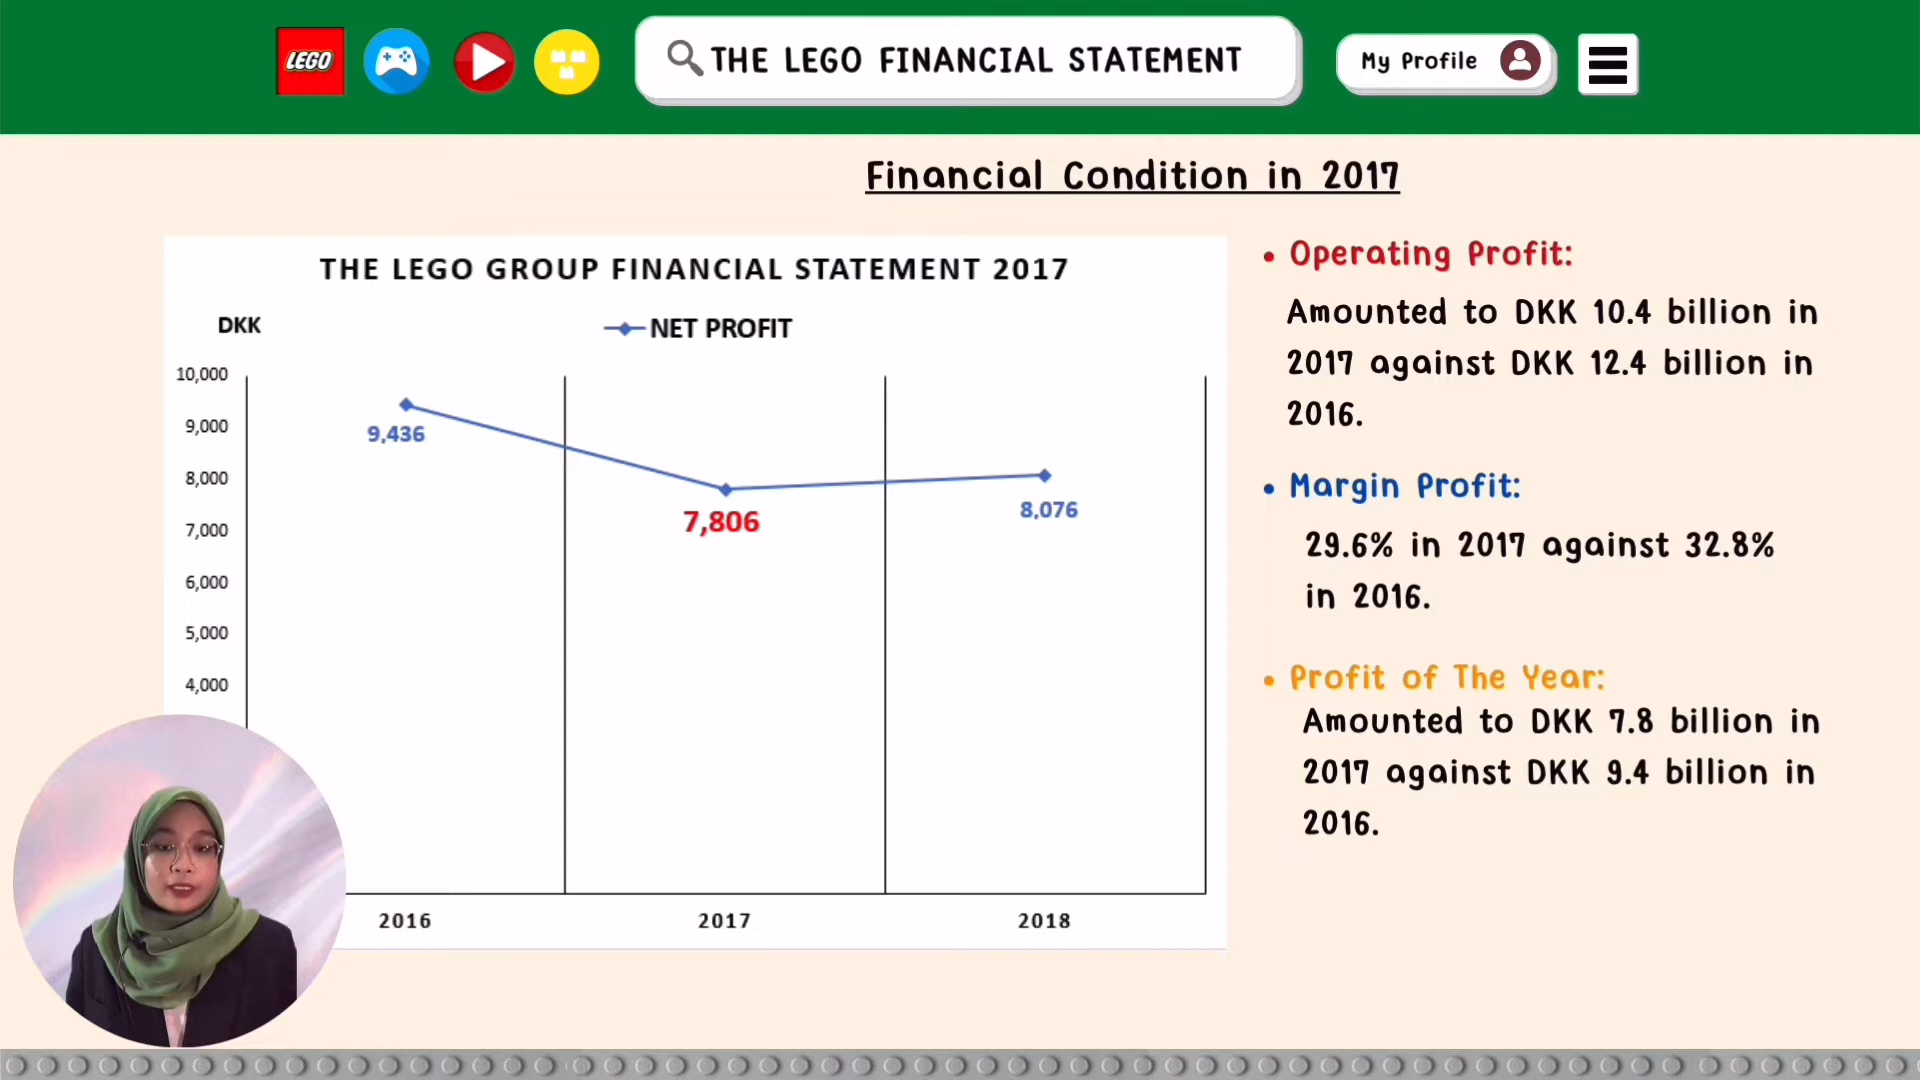 LEGO
THE LEGO FINANCIAL STATEMENT
My Profile
Financial Condition in 2017
THE LEGO GROUP FINANCIAL STATEMENT 2017
DKK
NET PROFIT
10,000
9,000
8,000
7,000
6,000
5,000
4,000
9,436
7,806
8,076
2016
2017
2018
• Operating Profit:
Amounted to DKK 10.4 billion in
2017 against DKK 12.4 billion in
2016.
• Margin Profit:
29.6% in 2017 against 32.8%
in 2016.
• Profit of The Year:
Amounted to DKK 7.8 billion in
2017 against DKK 9.4 billion in
2016.